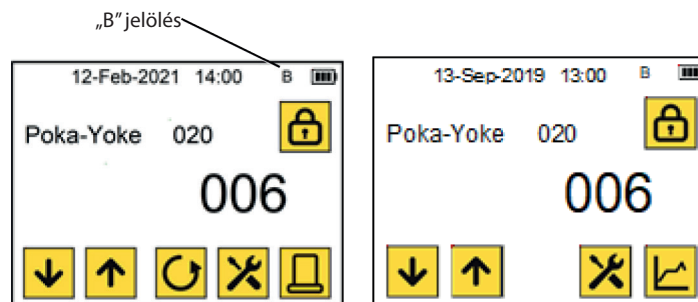 „B” jelölés
12-Feb-2021 14:00 B
Poka-Yoke 020
006
13-Sep-2019 13:00 B
Poka-Yoke 020
006